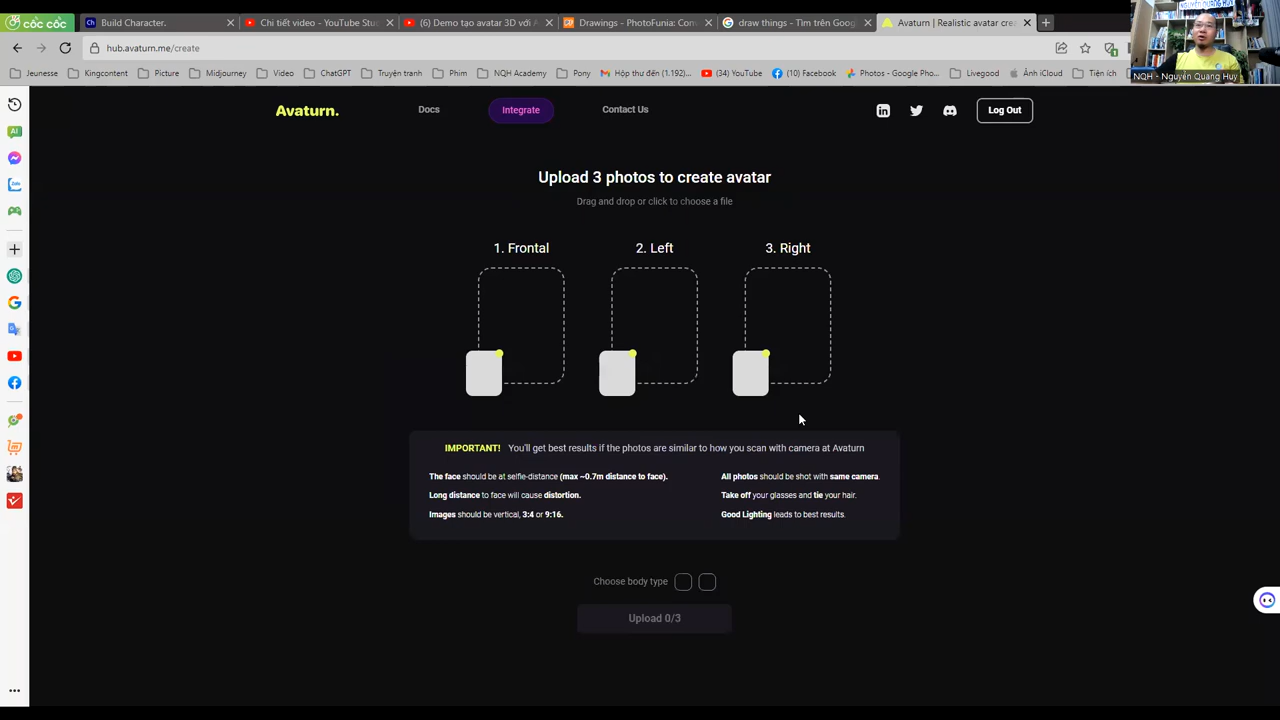 CỐC CỐC
Build Character.
Chi tiết video - YouTube Stu
(6) Demo tạo avatar 3D với A
Drawings - PhotoFunia: Con
draw things - Tìm trên Goog
Avaturn | Realistic avatar crea
hub.avaturn.me/create
Jeunesse
Kingcontent
Picture
Midjourney
Video
ChatGPT
Truyện tranh
Phim
NQH Academy
Pony
Hộp thư đến (1.192)...
(34) YouTube
(10) Facebook
Photos - Google Pho...
Livegood
Ảnh iCloud
Tiện ích
NGUYỄN QUANG HUY
NQH - Nguyễn Quang Huy
Avaturn.
Docs
Integrate
Contact Us
Log Out
Upload 3 photos to create avatar
Drag and drop or click to choose a file
1. Frontal
2. Left
3. Right
IMPORTANT! You'll get best results if the photos are similar to how you scan with camera at Avaturn
The face should be at selfie-distance (max ~0.7m distance to face).
All photos should be shot with same camera.
Long distance to face will cause distortion.
Take off your glasses and tie your hair.
Images should be vertical, 3:4 or 9:16.
Good Lighting leads to best results.
Choose body type
Upload 0/3
AI
Zalo